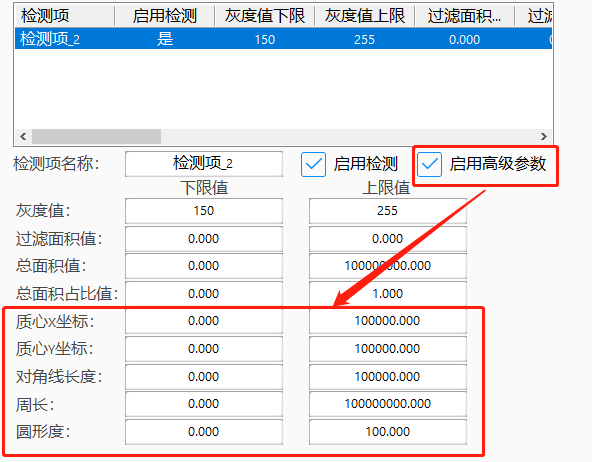 检测项 启用检测 灰度值下限 灰度值上限 过滤面积... 过滤
检测项_2 是 150 255 0.000
检测项名称： 检测项_2 启用检测 启用高级参数
下限值 上限值
灰度值： 150 255
过滤面积值： 0.000 0.000
总面积值： 0.000 100000000.000
总面积占比值： 0.000 1.000
质心X坐标： 0.000 100000.000
质心Y坐标： 0.000 100000.000
对角线长度： 0.000 100000.000
周长： 0.000 100000000.000
圆形度： 0.000 100.000